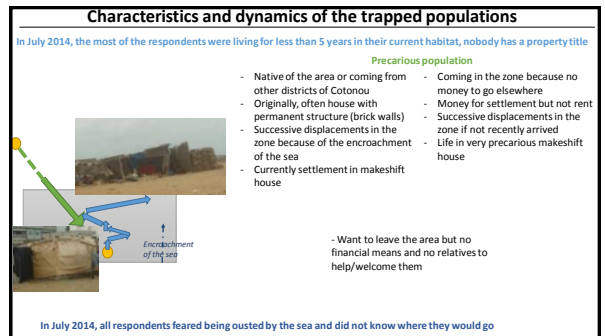 Characteristics and dynamics of the trapped populations
In July 2014, the most of the respondents were living for less than 5 years in their current habitat, nobody has a property title
Precarious population
- Native of the area or coming from
other districts of Cotonou
- Originally, often house with
permanent structure (brick walls)
- Successive displacements in the
zone because of the encroachment
of the sea
- Currently settlement in makeshift
house
- Coming in the zone because no
money to go elsewhere
- Money for settlement but not rent
- Successive displacements in the
zone if not recently arrived
- Life in very precarious makeshift
house
Encroachment
of the sea
- Want to leave the area but no
financial means and no relatives to
help/welcome them
In July 2014, all respondents feared being ousted by the sea and did not know where they would go